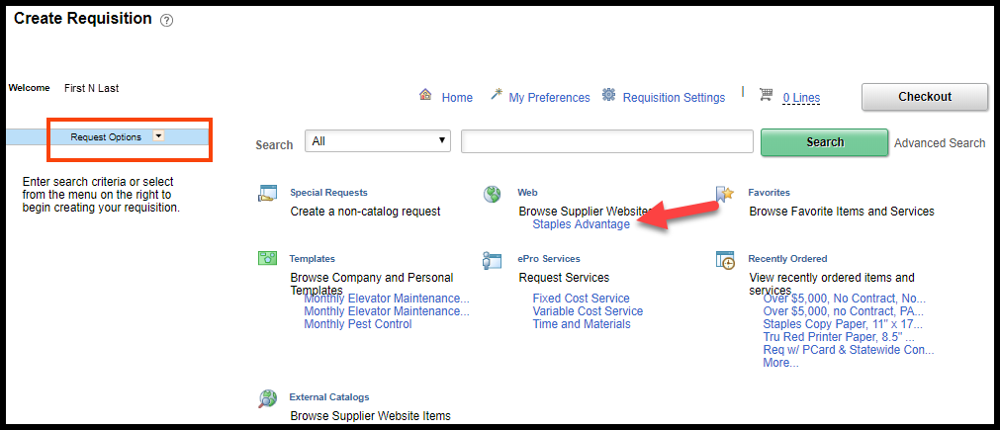 Create Requisition ?
Welcome First N Last
Home My Preferences Requisition Settings 0 Lines Checkout
Request Options
Search All Search Advanced Search
Enter search criteria or select
from the menu on the right to
begin creating your requisition.
Special Requests
Create a non-catalog request
Web
Browse Supplier Websites
Staples Advantage
Favorites
Browse Favorite Items and Services
Templates
Browse Company and Personal
Templates
Monthly Elevator Maintenance...
Monthly Elevator Maintenance...
Monthly Pest Control
ePro Services
Request Services
Fixed Cost Service
Variable Cost Service
Time and Materials
Recently Ordered
View recently ordered items and
services
Over $5,000, No Contract, No...
Over $5,000, no Contract, PA...
Staples Copy Paper, 11" x 17...
Tru Red Printer Paper, 8.5" ...
Req w/ PCard & Statewide Con...
More...
External Catalogs
Browse Supplier Website Items